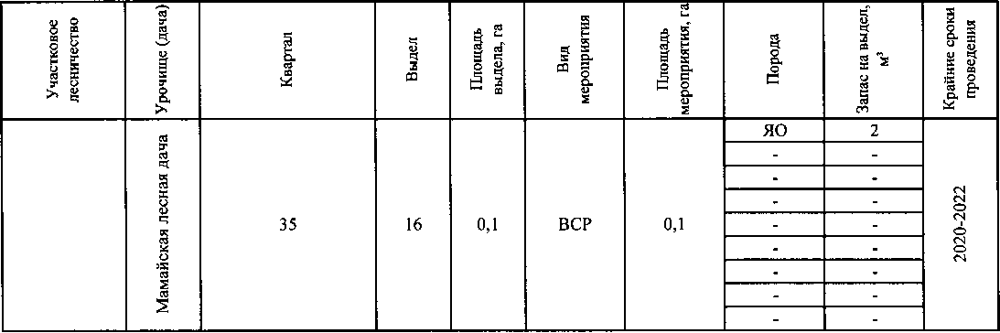 Участковое
лесничество
Урочище (дача)
Квартал
Выдел
Площадь
выдела, га
Вид
мероприятия
Площадь
мероприятия, га
Порода
Запас на выдел,
м³
Крайние сроки
проведения
Мамайская лесная дача
35
16
0,1
ВСР
0,1
ЯО 2
- -
- -
- -
- -
- -
- -
- -
- -
2020-2022